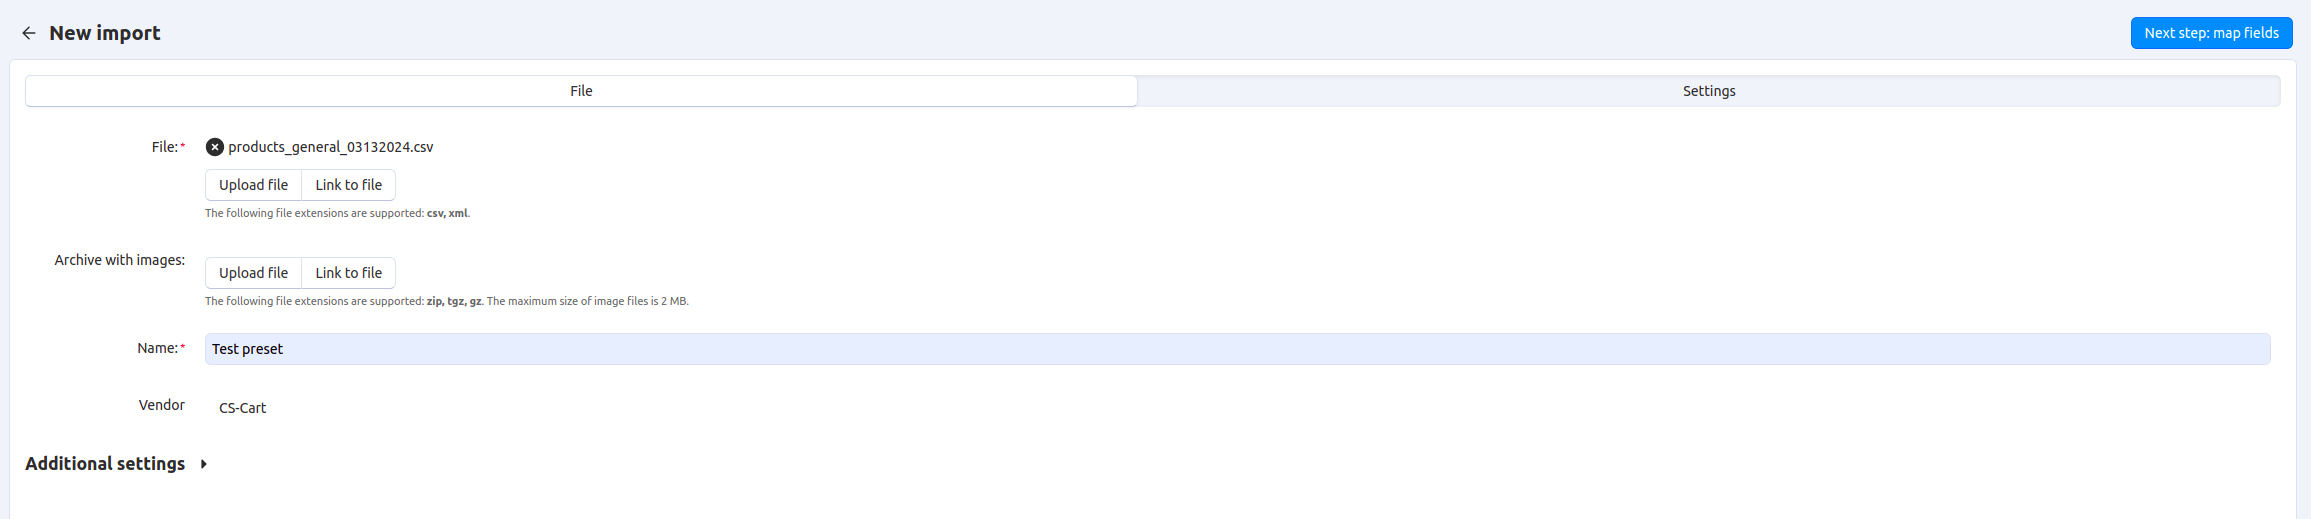 New import
Next step: map fields
File
Settings
File:*
products_general_03132024.csv
Upload file
Link to file
The following file extensions are supported: csv, xml.
Archive with images:
Upload file
Link to file
The following file extensions are supported: zip, tgz, gz. The maximum size of image files is 2 MB.
Name:*
Test preset
Vendor
CS-Cart
Additional settings